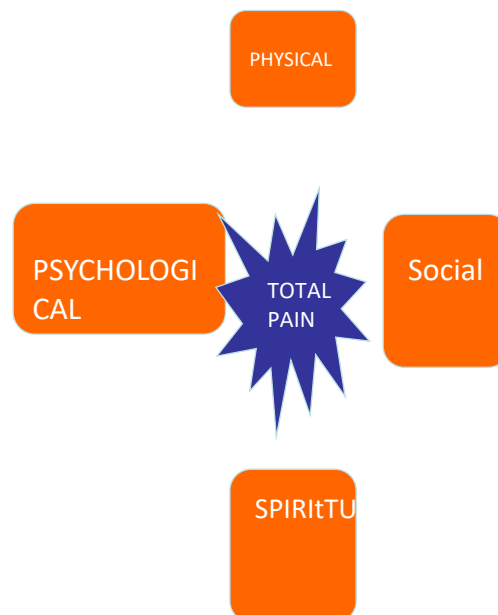 PHYSICAL
PSYCHOLOGI
CAL
TOTAL
PAIN
Social
SPIRItTU